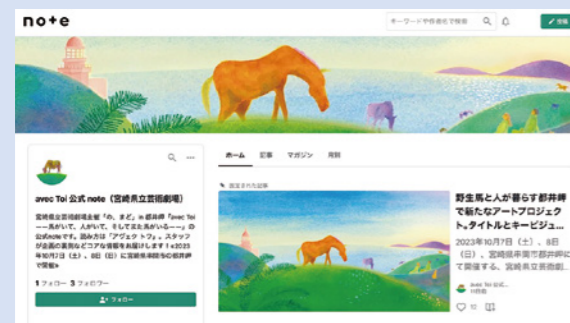 note
キーワードや作者名で検索
投稿
avec Toi 公式 note（宮崎県立芸術劇場）
宮崎県立芸術劇場主催「の、まど」in 都井岬『avec Toi
――馬がいて、人がいて、そしてまた馬がいる――』の
公式noteです。読み方は「アヴェク トワ」。スタッフ
が企画の裏側などコアな情報をお届けします！≪2023
年10月7日（土）、8日（日）に宮崎県串間市の都井岬
で開催≫
1 フォロー 3 フォロワー
フォロー
ホーム 記事 マガジン
固定された記事
野生馬と人が暮らす都井岬
で新たなアートプロジェク
ト。タイトルとキービジュ...
2023年10月7日（土）、8日
（日）、宮崎県串間市都井岬に
て開催する、宮崎県立芸術劇...
avec Toi 公式...
11か月前
10